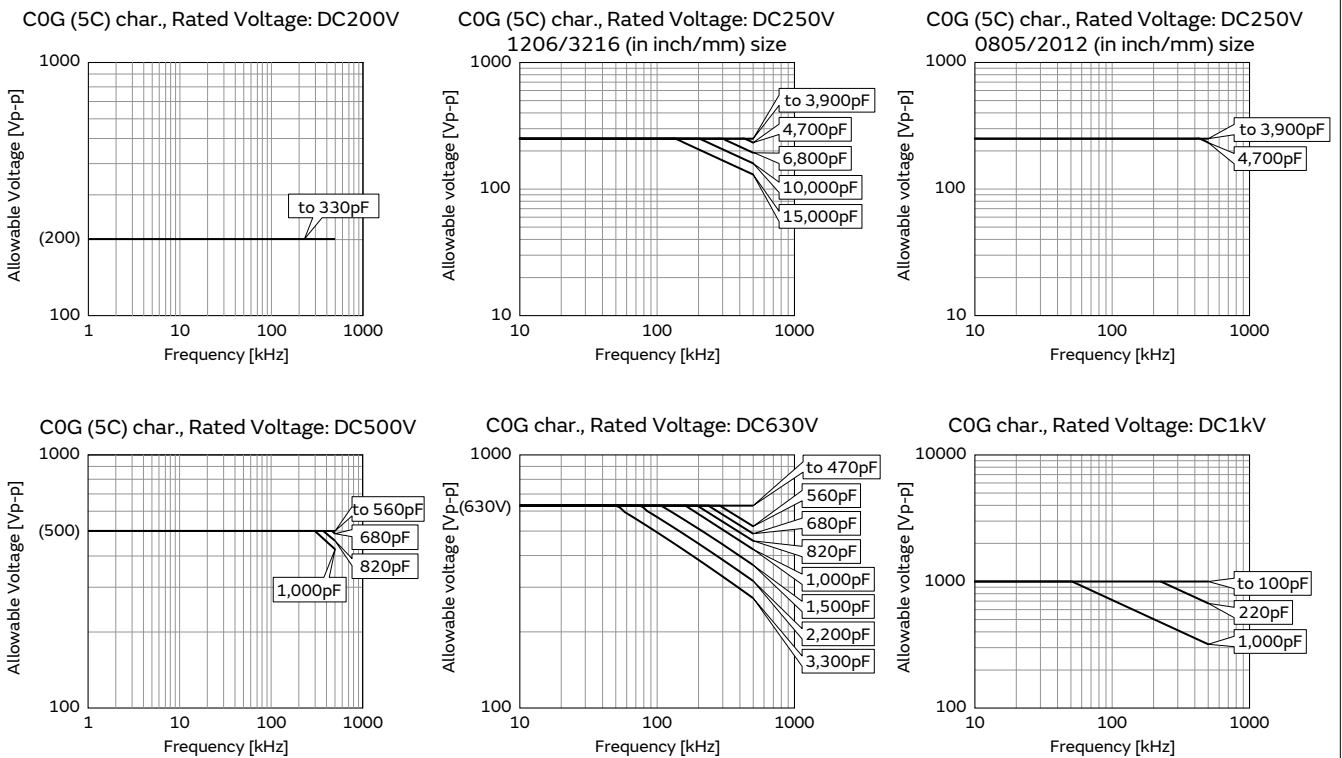 C0G (5C) char., Rated Voltage: DC200V
1000
(200)
100
1
10
100
1000
Allowable Voltage [Vp-p]
Frequency [kHz]
to 330pF
C0G (5C) char., Rated Voltage: DC250V
1206/3216 (in inch/mm) size
1000
100
10
10
100
1000
Allowable voltage [Vp-p]
Frequency [kHz]
to 3,900pF
4,700pF
6,800pF
10,000pF
15,000pF
C0G (5C) char., Rated Voltage: DC250V
0805/2012 (in inch/mm) size
1000
100
10
10
100
1000
Allowable voltage [Vp-p]
Frequency [kHz]
to 3,900pF
4,700pF
C0G (5C) char., Rated Voltage: DC500V
1000
(500)
100
1
10
100
1000
Allowable Voltage [Vp-p]
Frequency [kHz]
to 560pF
680pF
820pF
1,000pF
C0G char., Rated Voltage: DC630V
1000
(630V)
100
10
100
1000
Allowable Voltage [Vp-p]
Frequency [kHz]
to 470pF
560pF
680pF
820pF
1,000pF
1,500pF
2,200pF
3,300pF
C0G char., Rated Voltage: DC1kV
10000
1000
100
10
100
1000
Allowable Voltage [Vp-p]
Frequency [kHz]
to 100pF
220pF
1,000pF